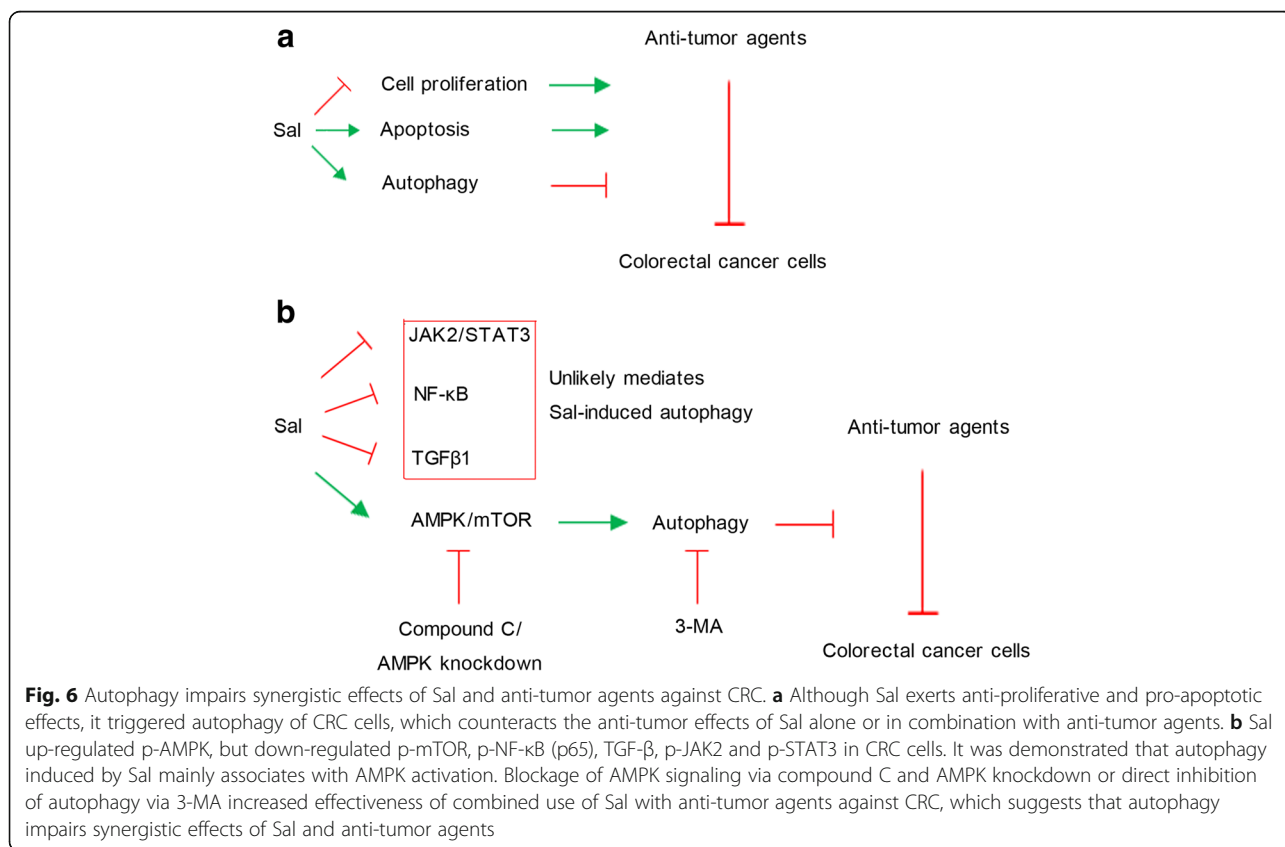 a
Anti-tumor agents
Cell proliferation
Sal
Apoptosis
Autophagy
Colorectal cancer cells
b
JAK2/STAT3
Unlikely mediates
NF-κB
Sal-induced autophagy
Sal
Anti-tumor agents
TGFβ1
AMPK/mTOR
Autophagy
Compound C/
3-MA
AMPK knockdown
Colorectal cancer cells
Fig. 6 Autophagy impairs synergistic effects of Sal and anti-tumor agents against CRC. a Although Sal exerts anti-proliferative and pro-apoptotic
effects, it triggered autophagy of CRC cells, which counteracts the anti-tumor effects of Sal alone or in combination with anti-tumor agents. b Sal
up-regulated p-AMPK, but down-regulated p-mTOR, p-NF-κB (p65), TGF-β, p-JAK2 and p-STAT3 in CRC cells. It was demonstrated that autophagy
induced by Sal mainly associates with AMPK activation. Blockage of AMPK signaling via compound C and AMPK knockdown or direct inhibition
of autophagy via 3-MA increased effectiveness of combined use of Sal with anti-tumor agents against CRC, which suggests that autophagy
impairs synergistic effects of Sal and anti-tumor agents